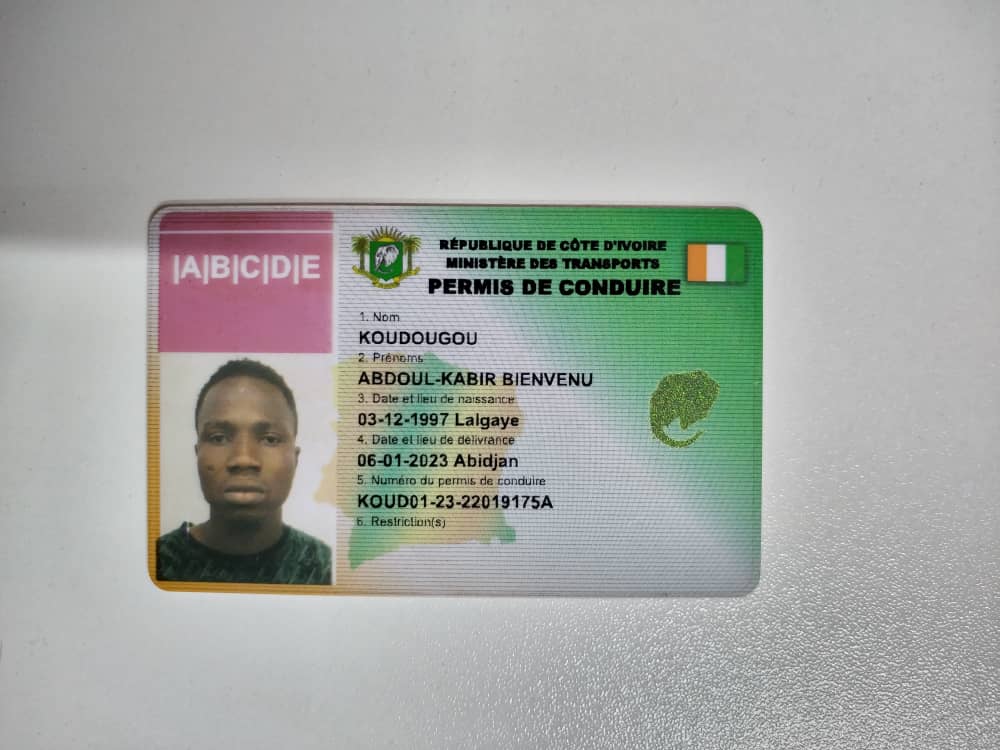 |A|B|C|D|E
RÉPUBLIQUE DE CÔTE D'IVOIRE
MINISTÈRE DES TRANSPORTS
PERMIS DE CONDUIRE
1. Nom
KOUDOUGOU
2. Prénoms
ABDOUL-KABIR BIENVENU
3. Date et lieu de naissance
03-12-1997 Lalgaye
4. Date et lieu de délivrance
06-01-2023 Abidjan
5. Numéro du permis de conduire
KOUD01-23-22019175A
6. Restriction(s)